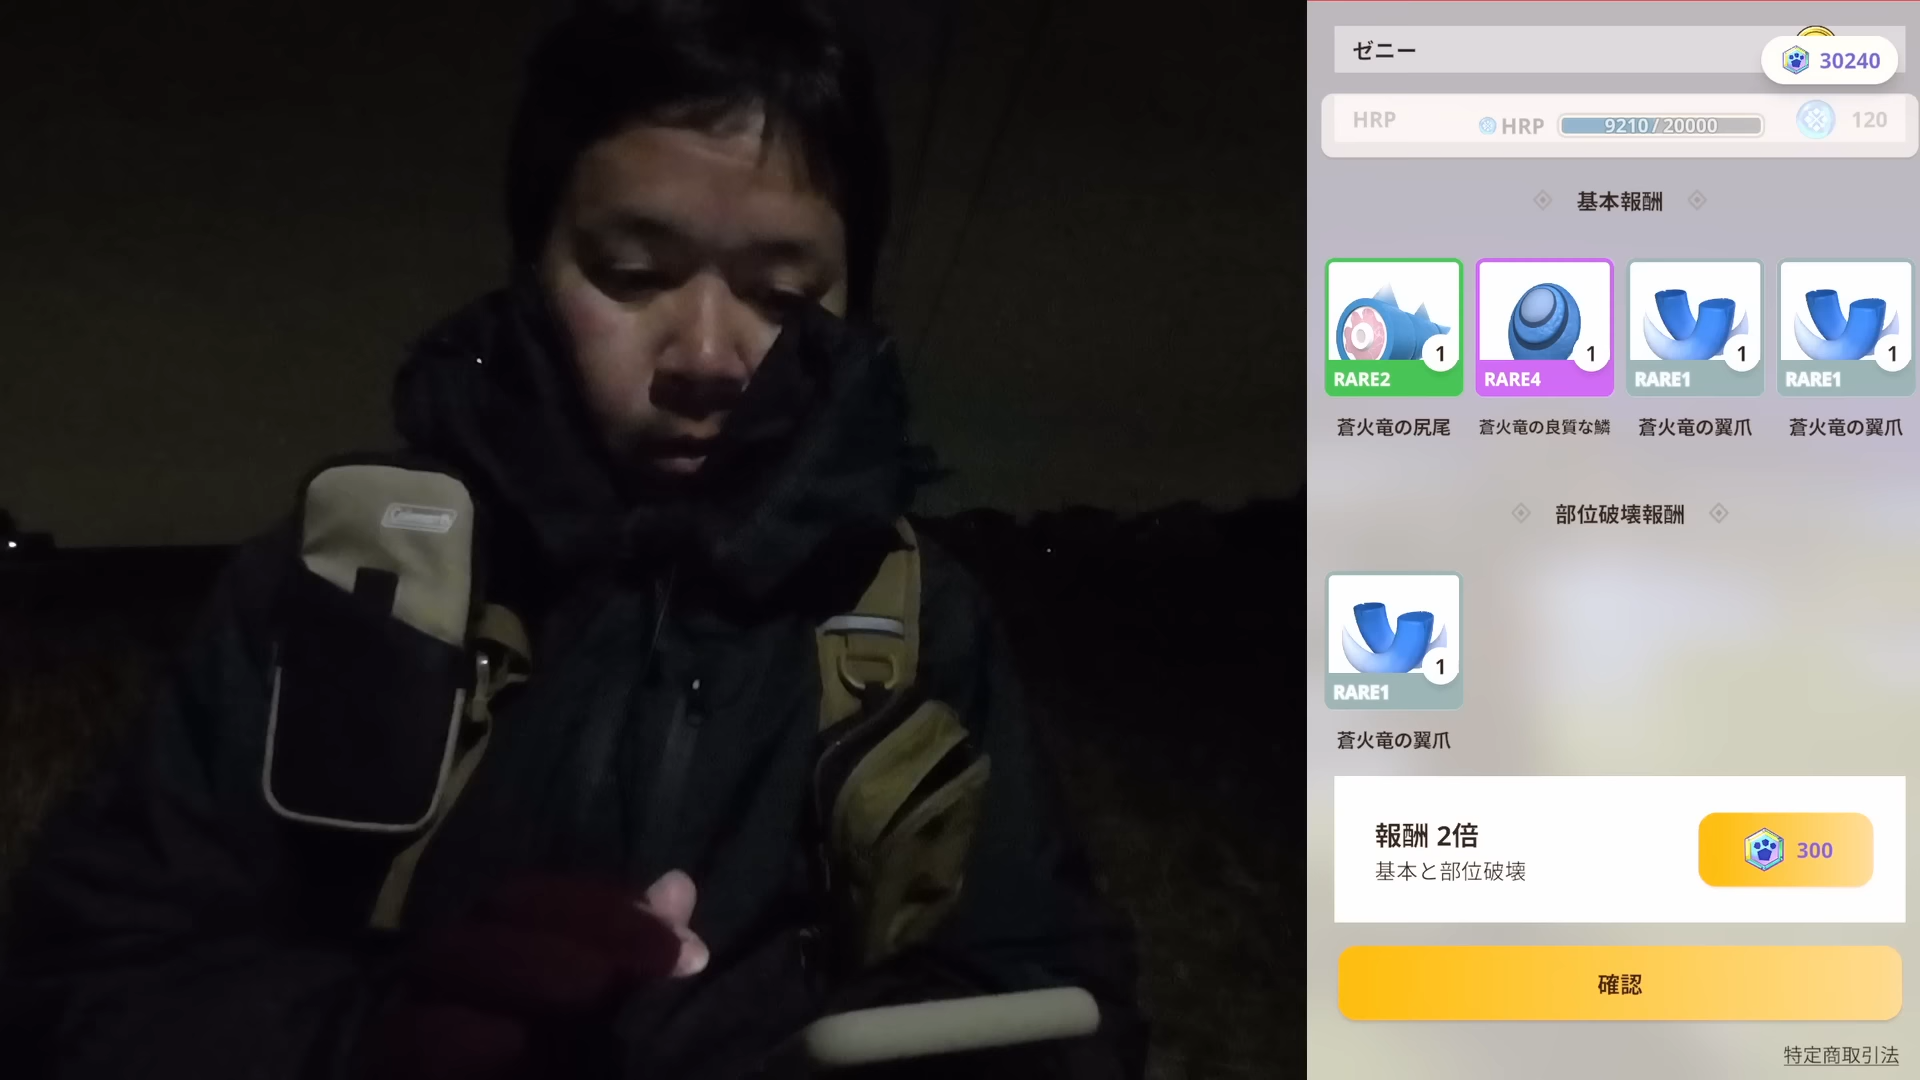 ゼニー
30240
HRP
HRP 9210/20000
120
基本報酬
1
RARE2
蒼火竜の尻尾
1
RARE4
蒼火竜の良質な鱗
1
RARE1
蒼火竜の翼爪
1
RARE1
蒼火竜の翼爪
部位破壊報酬
1
RARE1
蒼火竜の翼爪
報酬 2倍
基本と部位破壊
300
確認
特定商取引法